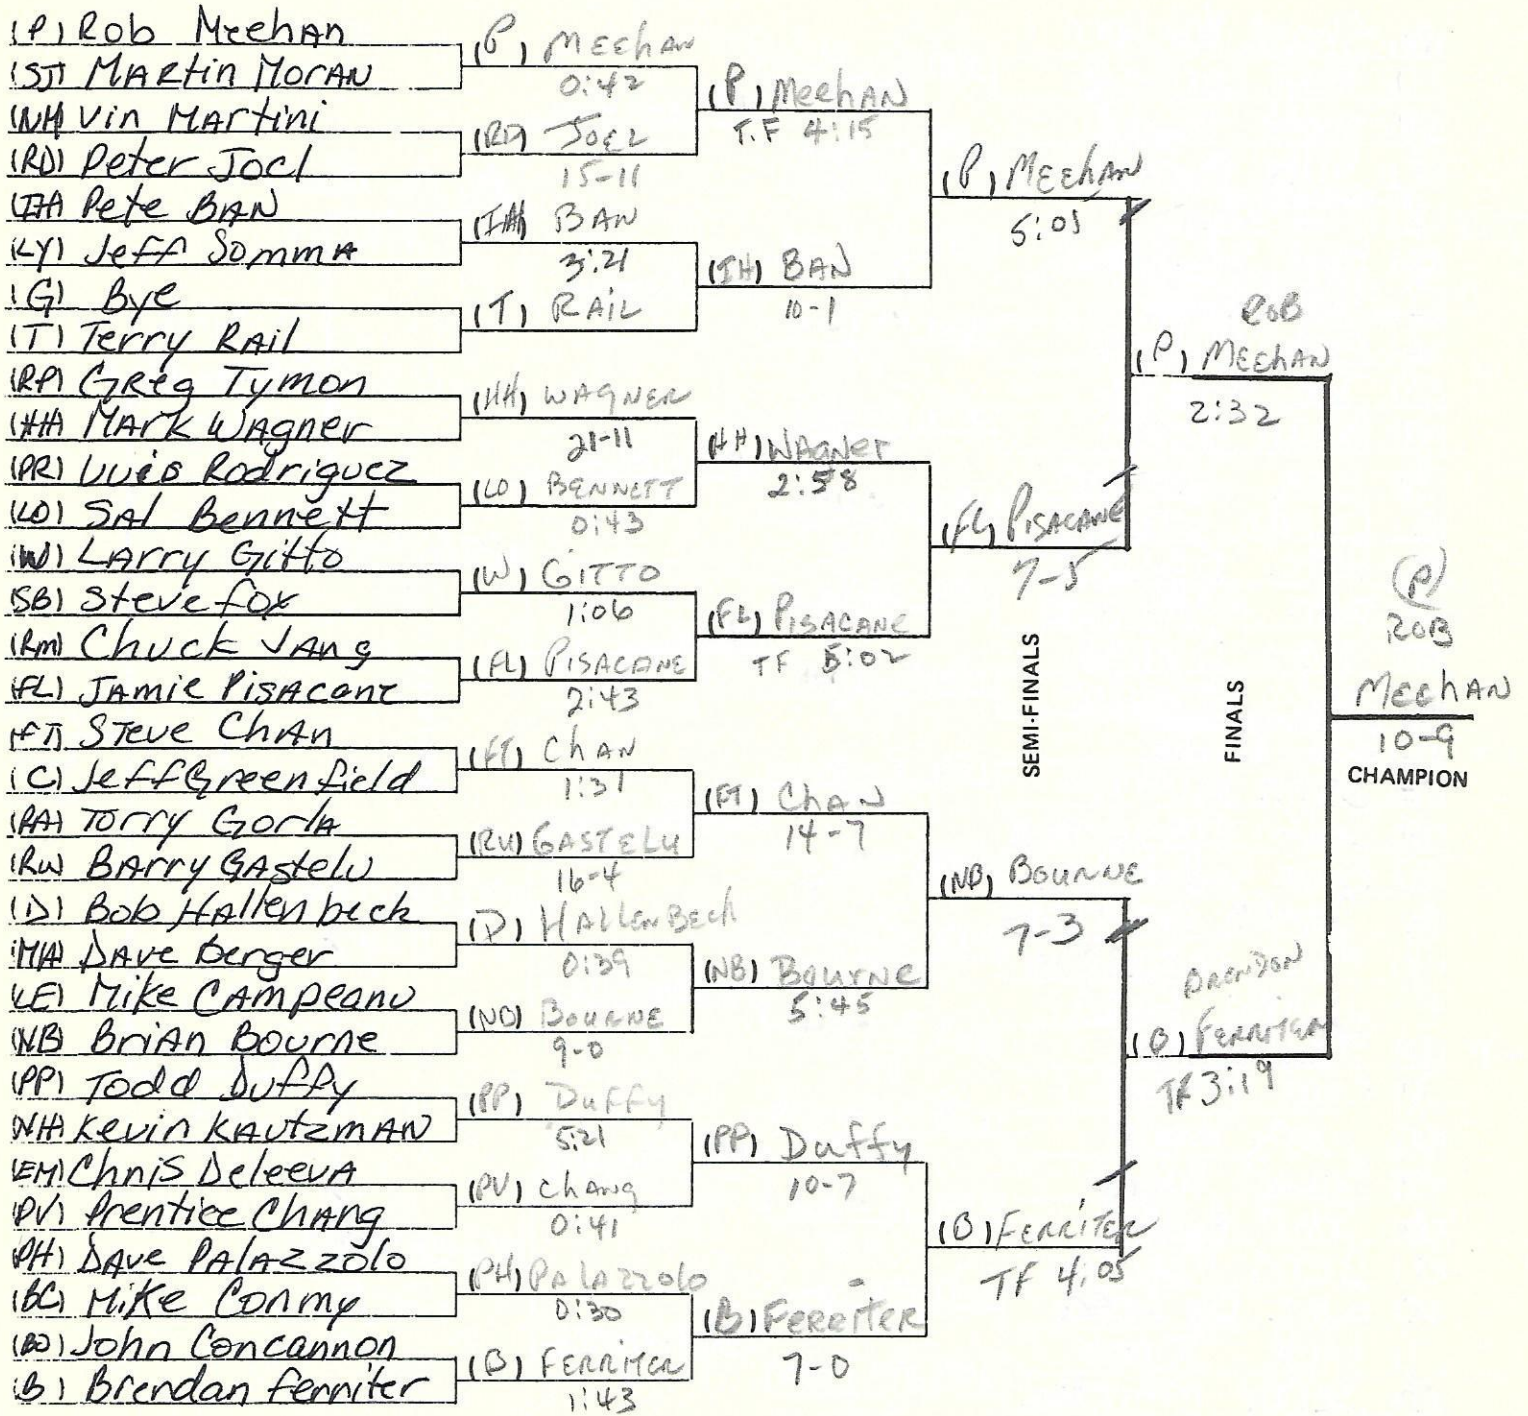 (P) Rob Meehan
(SJ) Martin Moran
(NH) Vin Martini
(RD) Peter Joel
(IH) Pete Ban
(LY) Jeff Somma
(G) Bye
(T) Terry Rail
(RP) Greg Tymon
(HH) Mark Wagner
(PR) Luis Rodriguez
(LO) Sal Bennett
(W) Larry Gitto
(SB) Steve Fox
(RM) Chuck Vang
(FL) Jamie Pisacane
(FT) Steve Chan
(C) Jeff Greenfield
(RA) Torry Gorla
(RW) Barry Gastelu
(D) Bob Hallenbeck
(MA) Dave Berger
(LE) Mike Campeanu
(NB) Brian Bourne
(PP) Todd Duffy
(NH) Kevin Kautzman
(EM) Chris Deleeva
(PV) Prentice Chang
(PH) Dave Palazzolo
(BC) Mike Conmy
(BO) John Concannon
(B) Brendan Ferriter
(P) Meehan
0:42
(RD) Joel
15-11
(IH) Ban
3:21
(T) Rail
(HH) Wagner
21-11
(LO) Bennett
0:43
(W) Gitto
1:06
(FL) Pisacane
2:43
(FT) Chan
1:31
(RW) Gastelu
16-4
(D) Hallenbeck
0:39
(NB) Bourne
9-0
(PP) Duffy
5:21
(PV) Chang
0:41
(PH) Palazzolo
0:30
(B) Ferriter
1:43
(P) Meehan
T.F 4:15
(IH) Ban
10-1
(HH) Wagner
2:58
(FL) Pisacane
TF 5:02
(FT) Chan
14-7
(NB) Bourne
5:45
(PP) Duffy
10-7
(B) Ferriter
7-0
(P) Meehan
5:05
(FL) Pisacane
7-5
(NB) Bourne
7-3
(B) Ferriter
TF 4:05
SEMI-FINALS
Rob
(P) Meehan
2:32
Brendon
(B) Ferriter
TF 3:19
FINALS
(P)
Rob
Meehan
10-9
CHAMPION